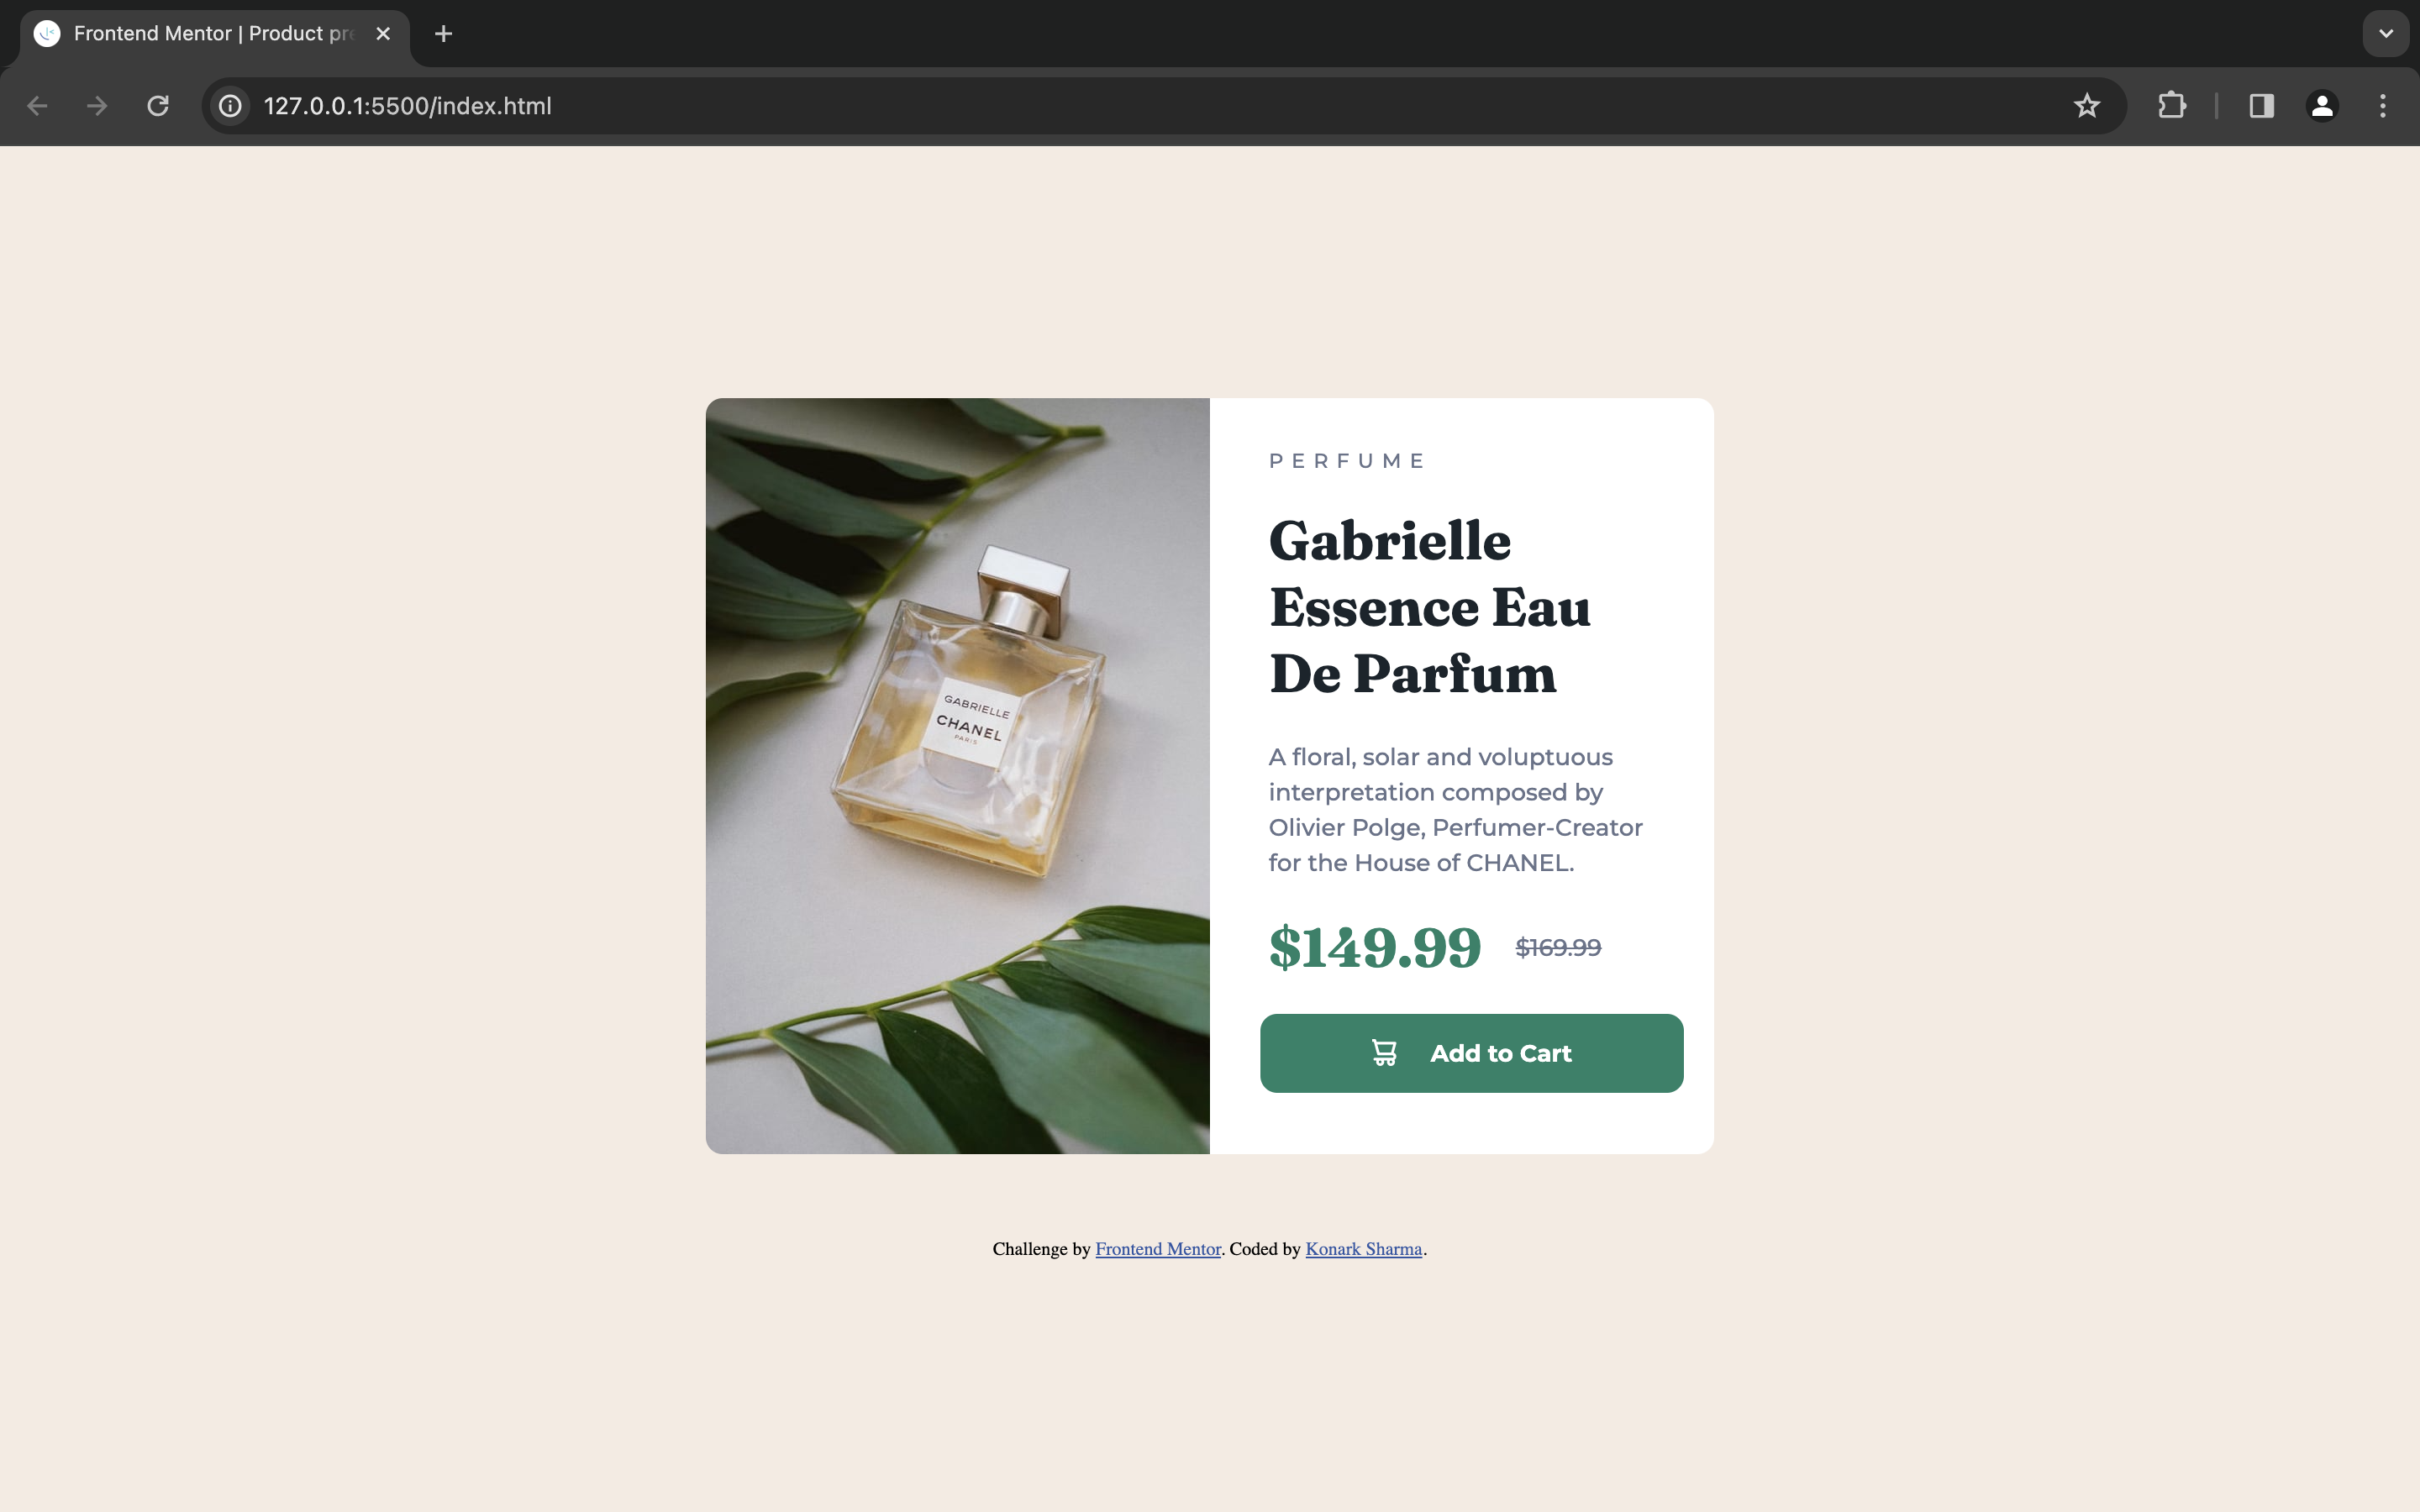 Frontend Mentor | Product pre
127.0.0.1:5500/index.html
PERFUME
Gabrielle
Essence Eau
De Parfum
GABRIELLE
CHANEL
PARIS
A floral, solar and voluptuous
interpretation composed by
Olivier Polge, Perfumer-Creator
for the House of CHANEL.
$149.99 $169.99
Add to Cart
Challenge by Frontend Mentor. Coded by Konark Sharma.